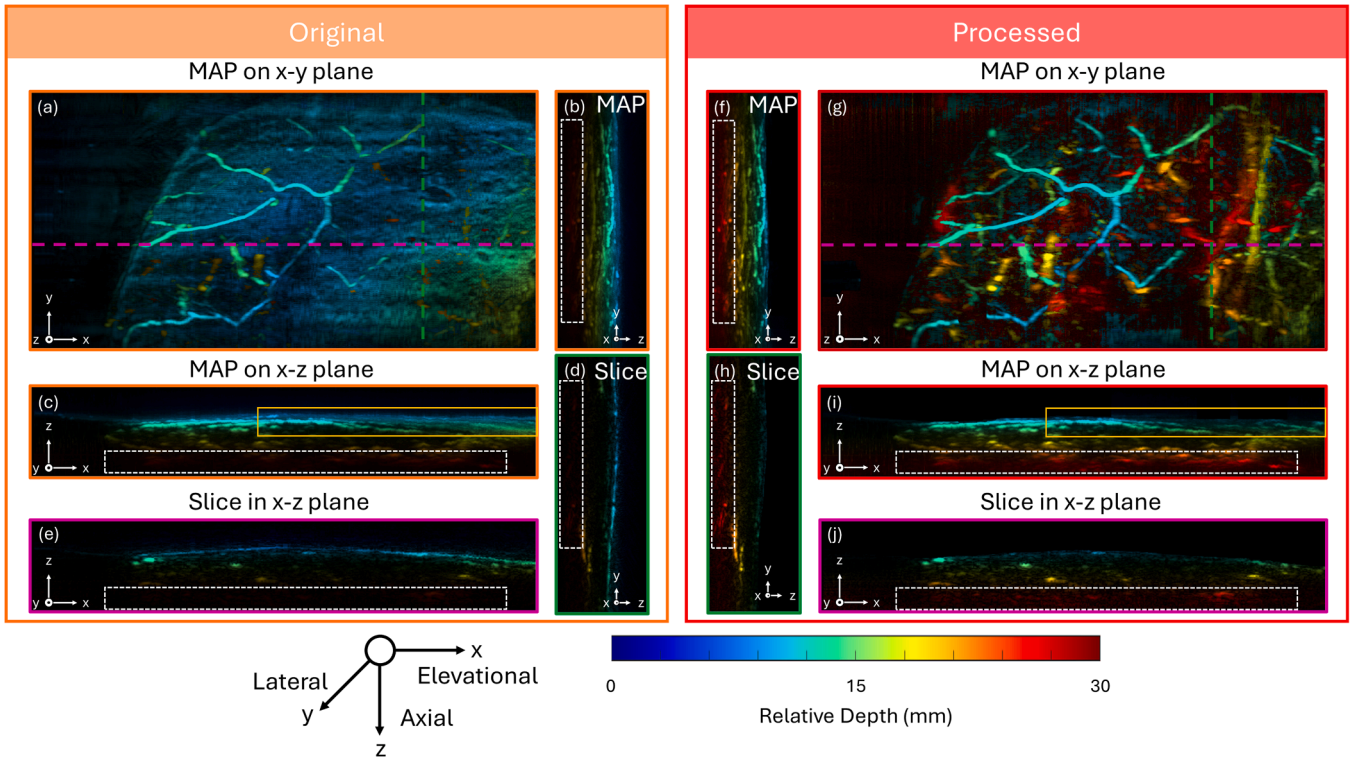 Original
MAP on x-y plane
(a)
y
z x
(b) MAP
y
x z
MAP on x-z plane
(c)
z
y x
(d) Slice
y
x z
Slice in x-z plane
(e)
z
y x
Processed
MAP on x-y plane
(f) MAP
y
x z
(g)
y
z x
MAP on x-z plane
(h) Slice
y
x z
(i)
z
y x
Slice in x-z plane
(j)
z
y x
x
Elevational
Lateral
y
Axial
z
0 15 30
Relative Depth (mm)